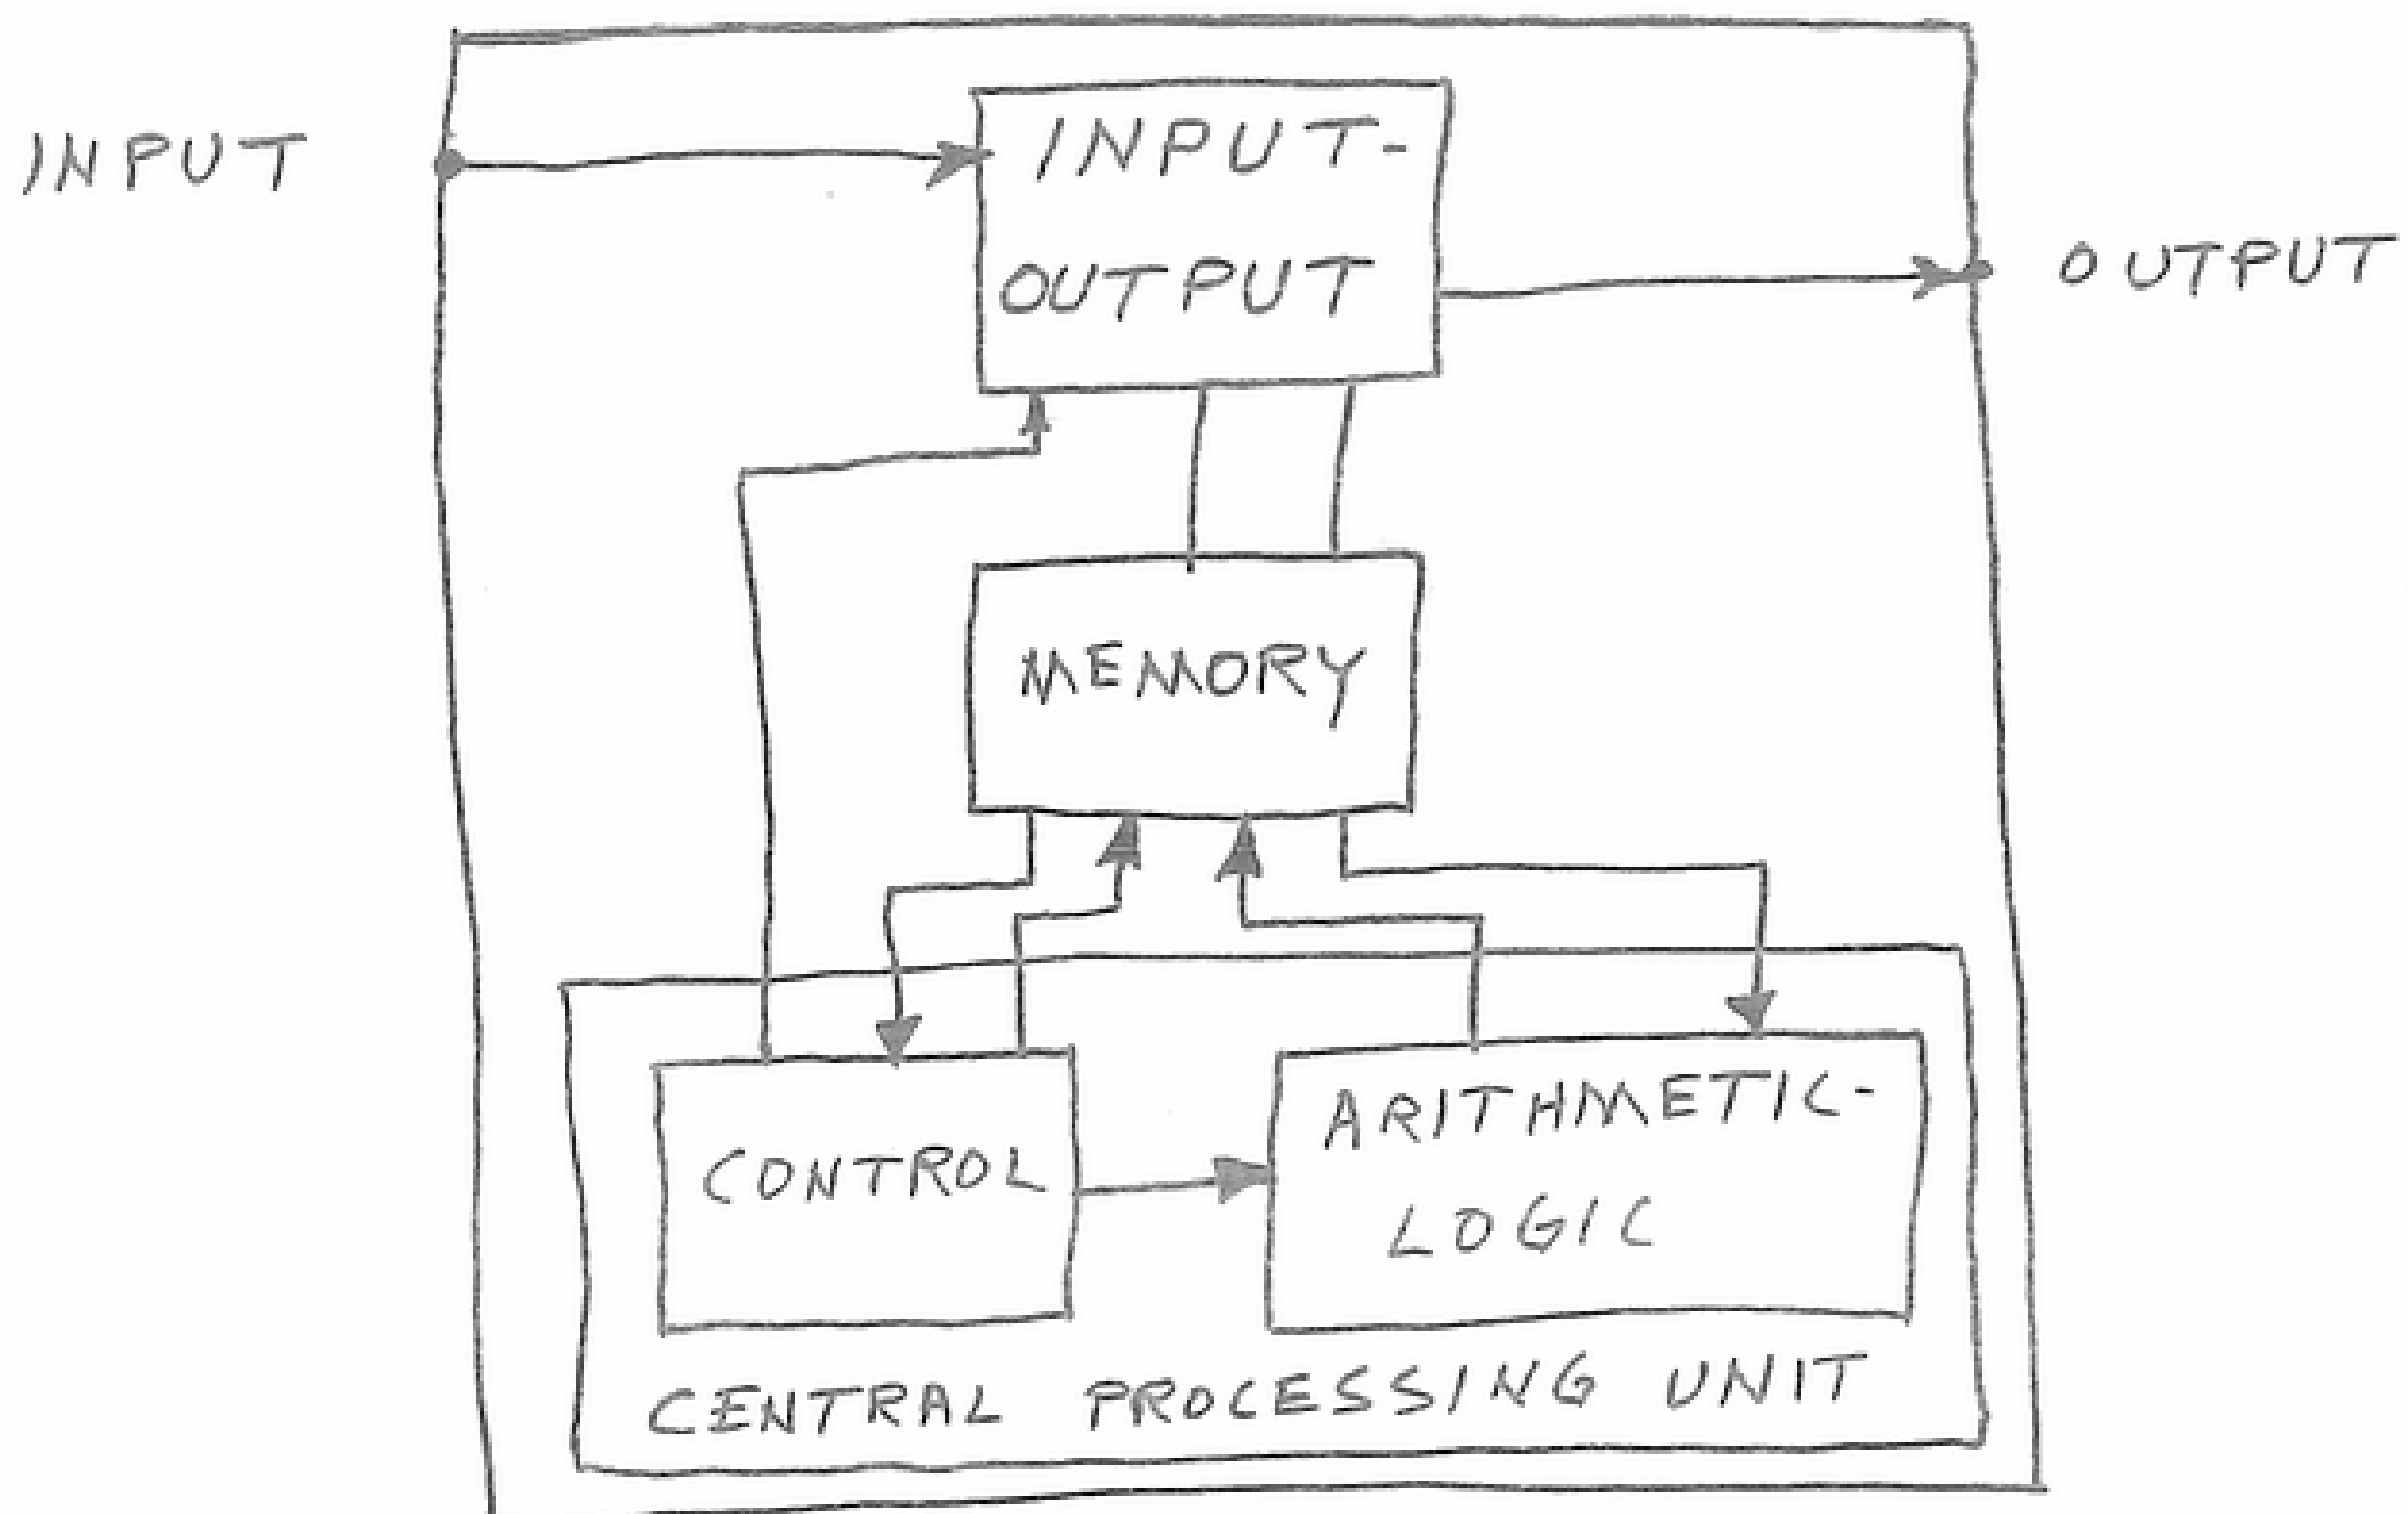 INPUT
INPUT-
OUTPUT
OUTPUT
MEMORY
CONTROL
ARITHMETIC-
LOGIC
CENTRAL PROCESSING UNIT